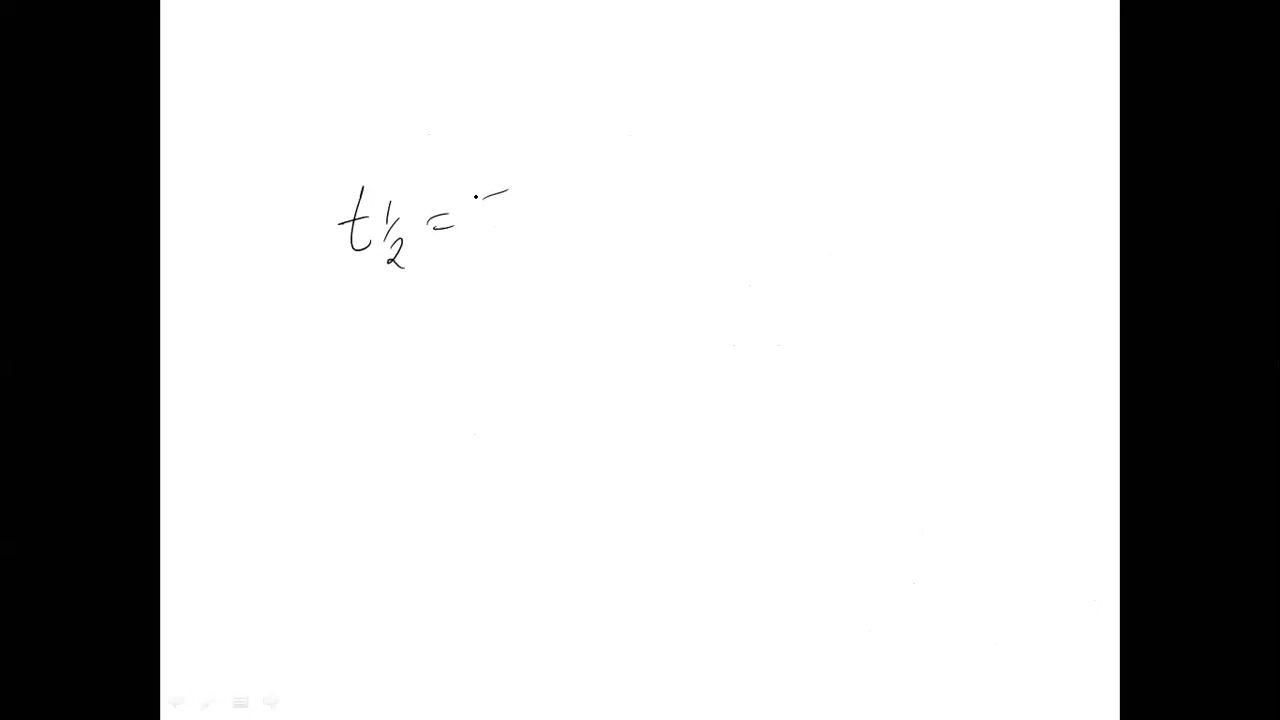 t½ =